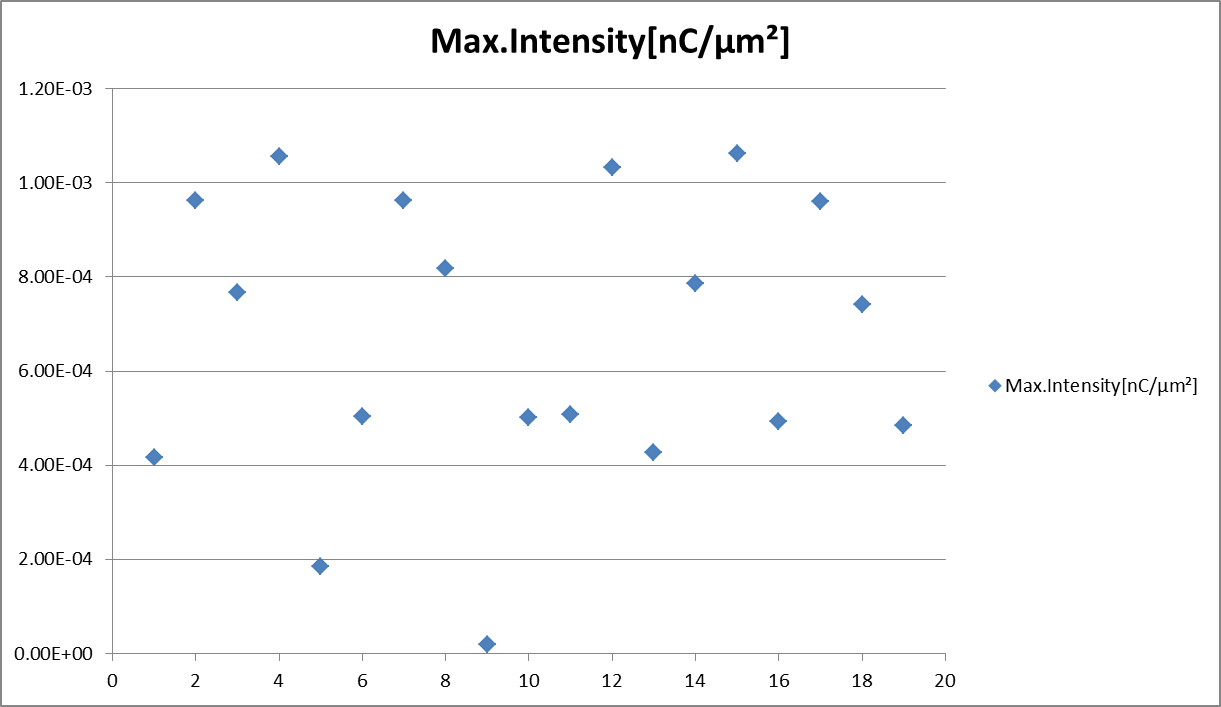 Max.Intensity[nC/µm²]
1.20E-03
1.00E-03
8.00E-04
6.00E-04
4.00E-04
2.00E-04
0.00E+00
0 2 4 6 8 10 12 14 16 18 20
Max.Intensity[nC/µm²]